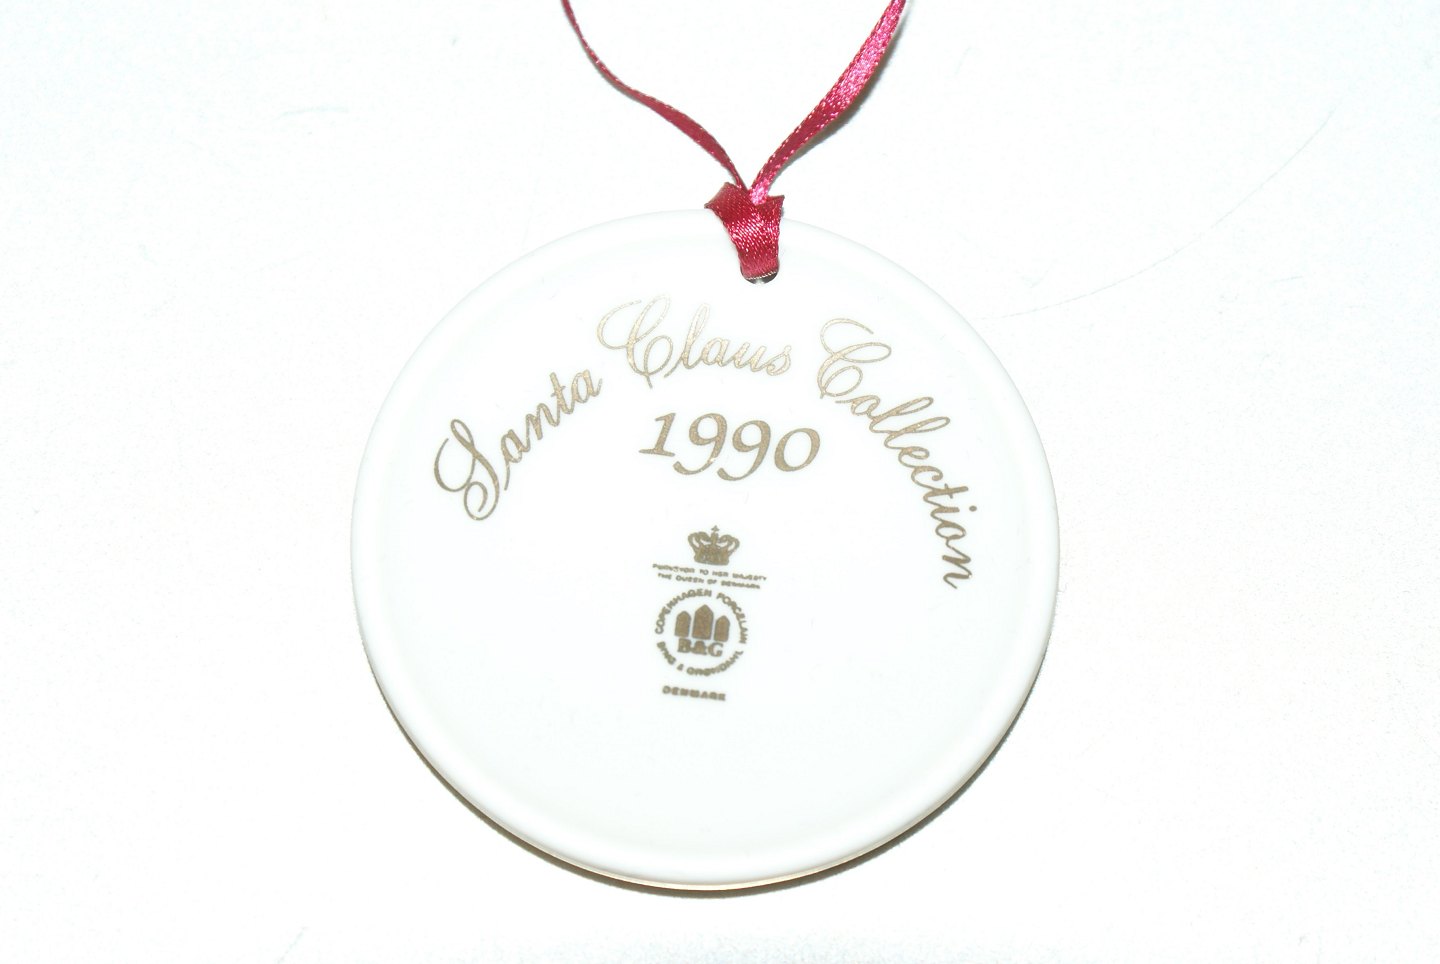 Santa Claus Collection
1990
PURVEYOR TO HER MAJESTY
THE QUEEN OF DENMARK
COPENHAGEN PORCELAIN
B&G
BING & GRØNDAHL
DENMARK